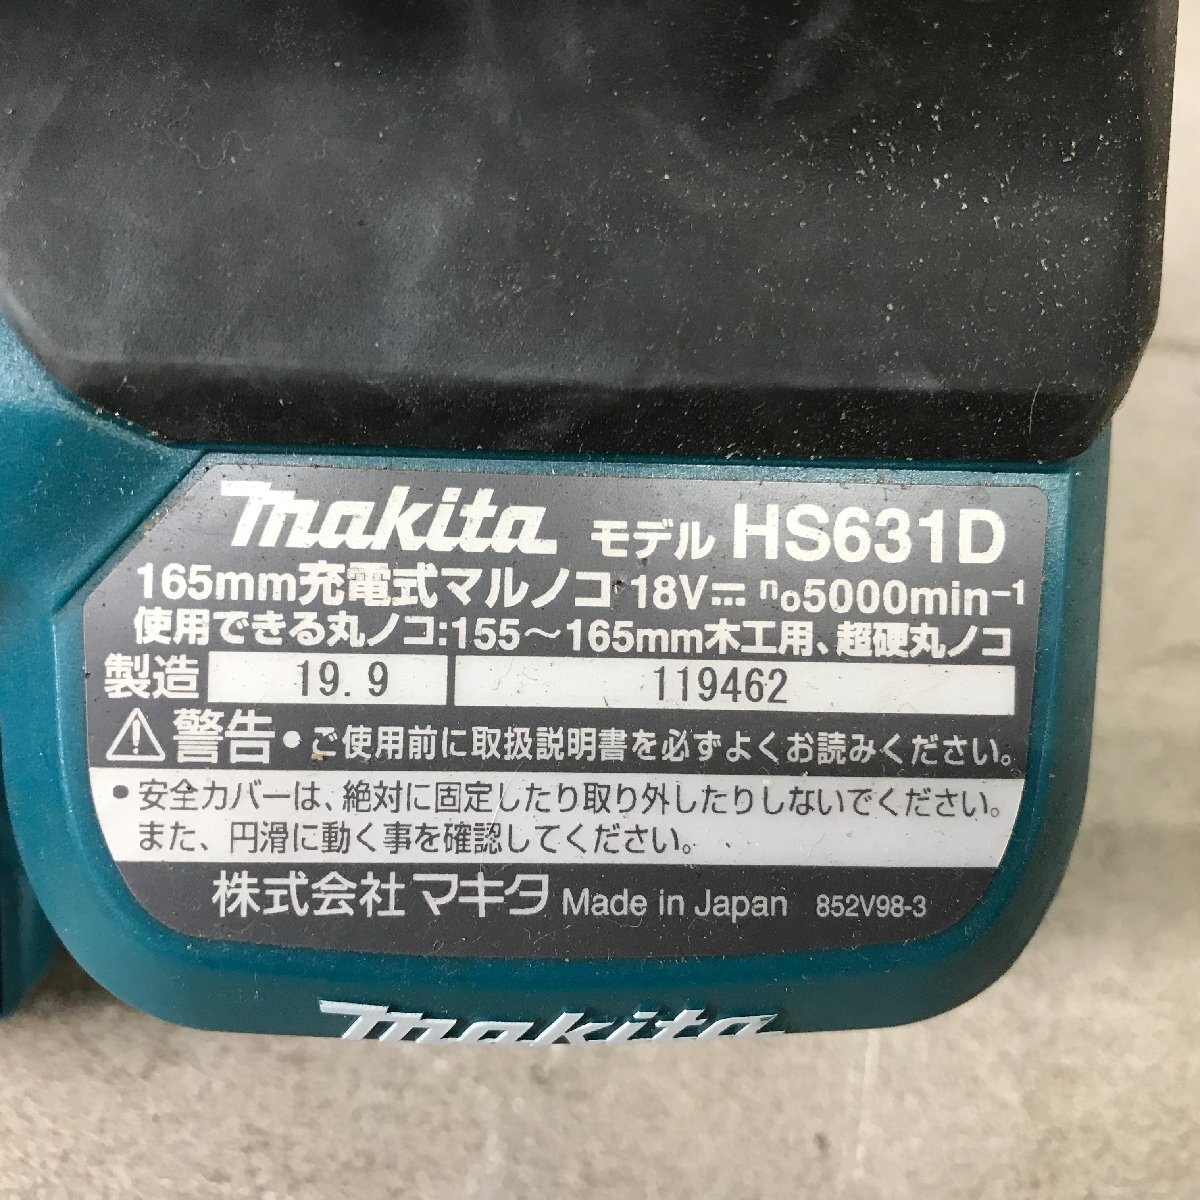 makita モデル HS631D
165mm充電式マルノコ 18V⎓ n₀5000min⁻¹
使用できる丸ノコ:155～165mm木工用、超硬丸ノコ
製造 19.9 119462
⚠警告 •ご使用前に取扱説明書を必ずよくお読みください。
•安全カバーは、絶対に固定したり取り外したりしないでください。
また、円滑に動く事を確認してください。
株式会社マキタ Made in Japan 852V98-3
makita